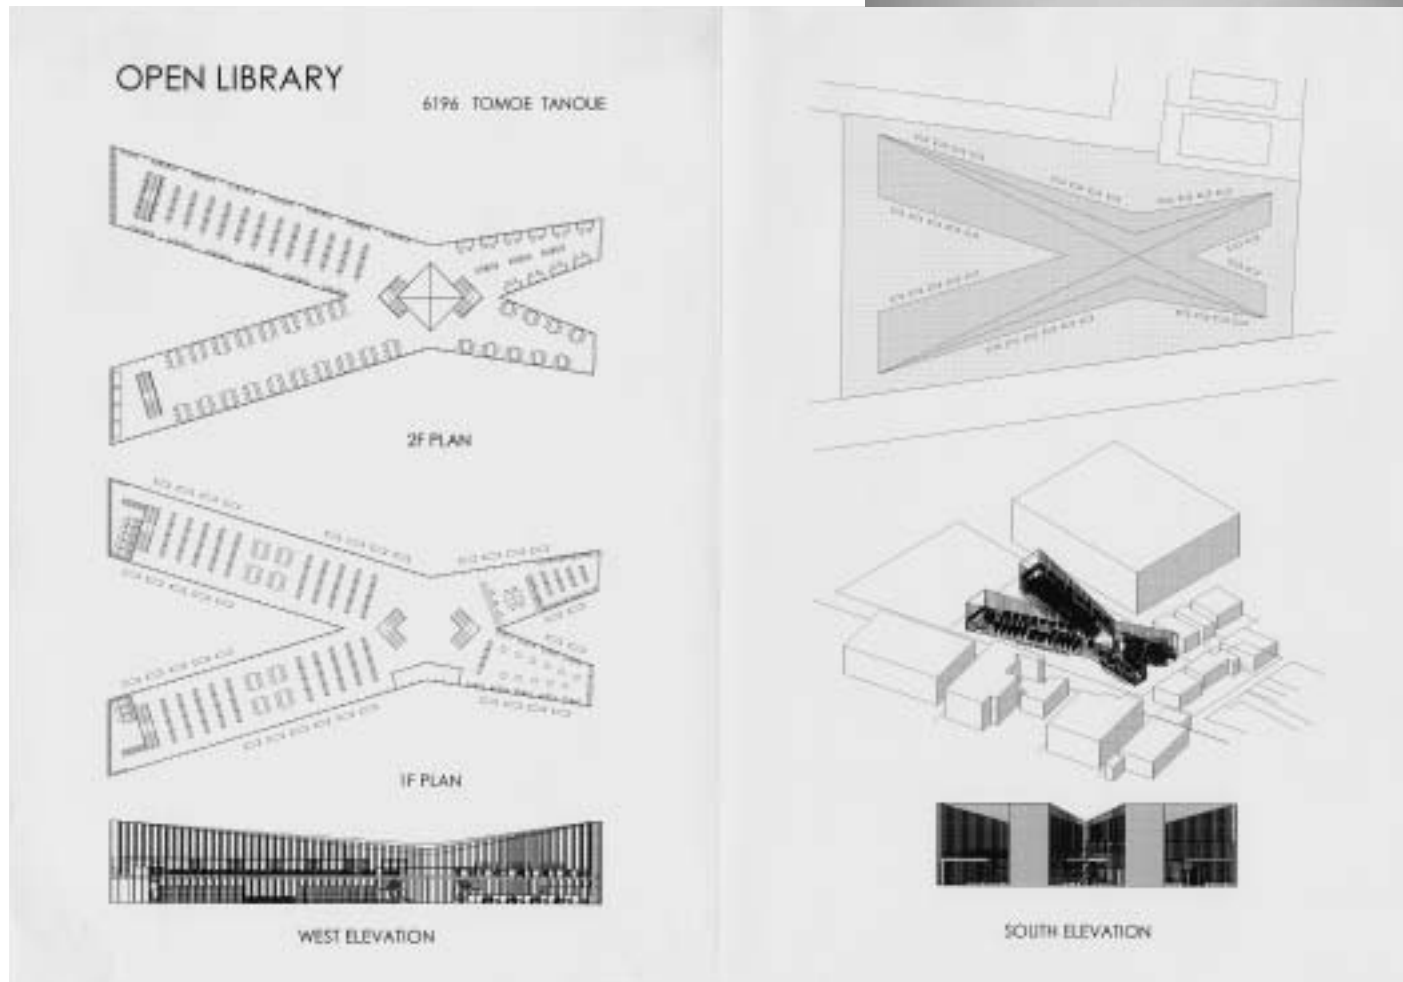 OPEN LIBRARY
6196 TOMOE TANOUE
2F PLAN
1F PLAN
WEST ELEVATION
SOUTH ELEVATION